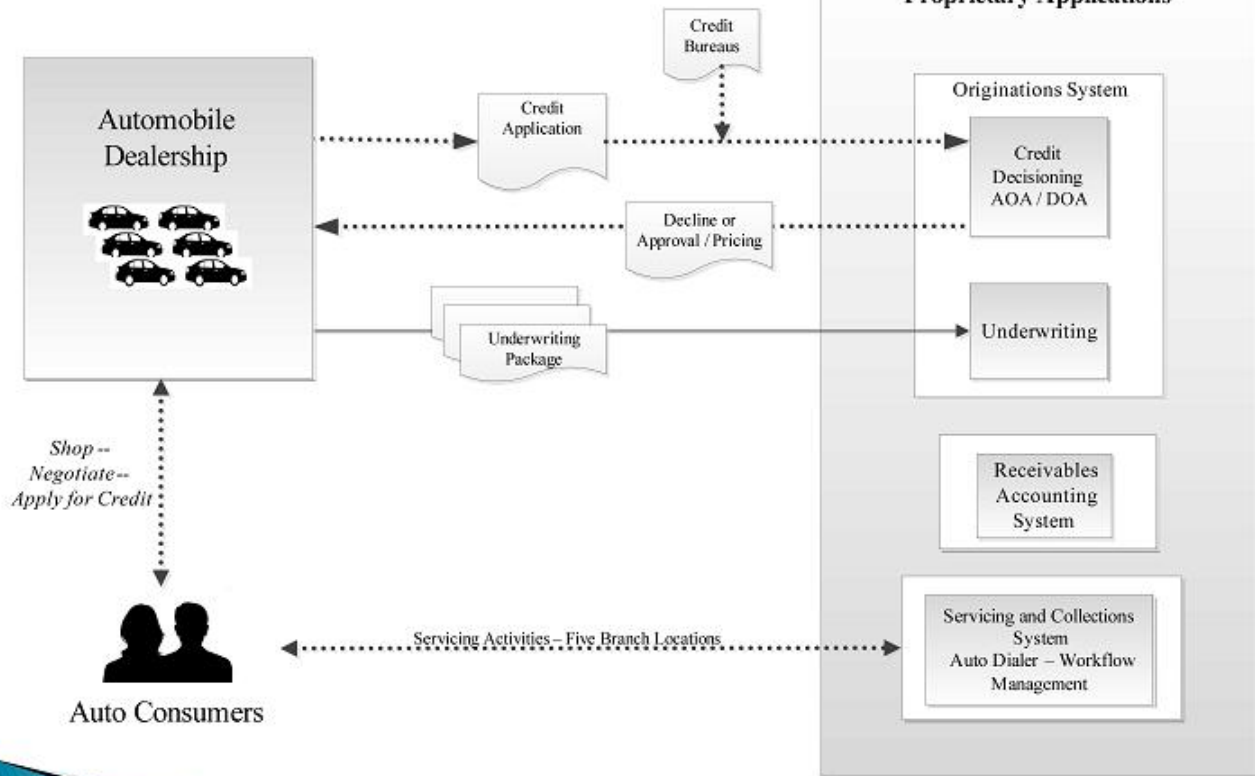 Proprietary Applications
Credit
Bureaus
Automobile
Dealership
Credit
Application
Originations System
Credit
Decisioning
AOA / DOA
Decline or
Approval / Pricing
Underwriting
Package
Underwriting
Shop --
Negotiate --
Apply for Credit
Receivables
Accounting
System
Servicing Activities – Five Branch Locations
Servicing and Collections
System
Auto Dialer – Workflow
Management
Auto Consumers